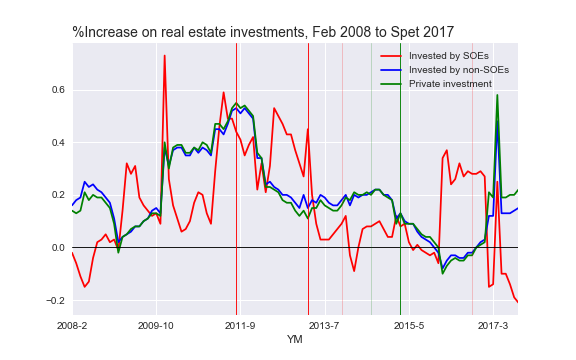 %Increase on real estate investments, Feb 2008 to Spet 2017
Invested by SOEs
Invested by non-SOEs
Private investment
0.6
0.4
0.2
0.0
−0.2
2008-2 2009-10 2011-9 2013-7 2015-5 2017-3
YM